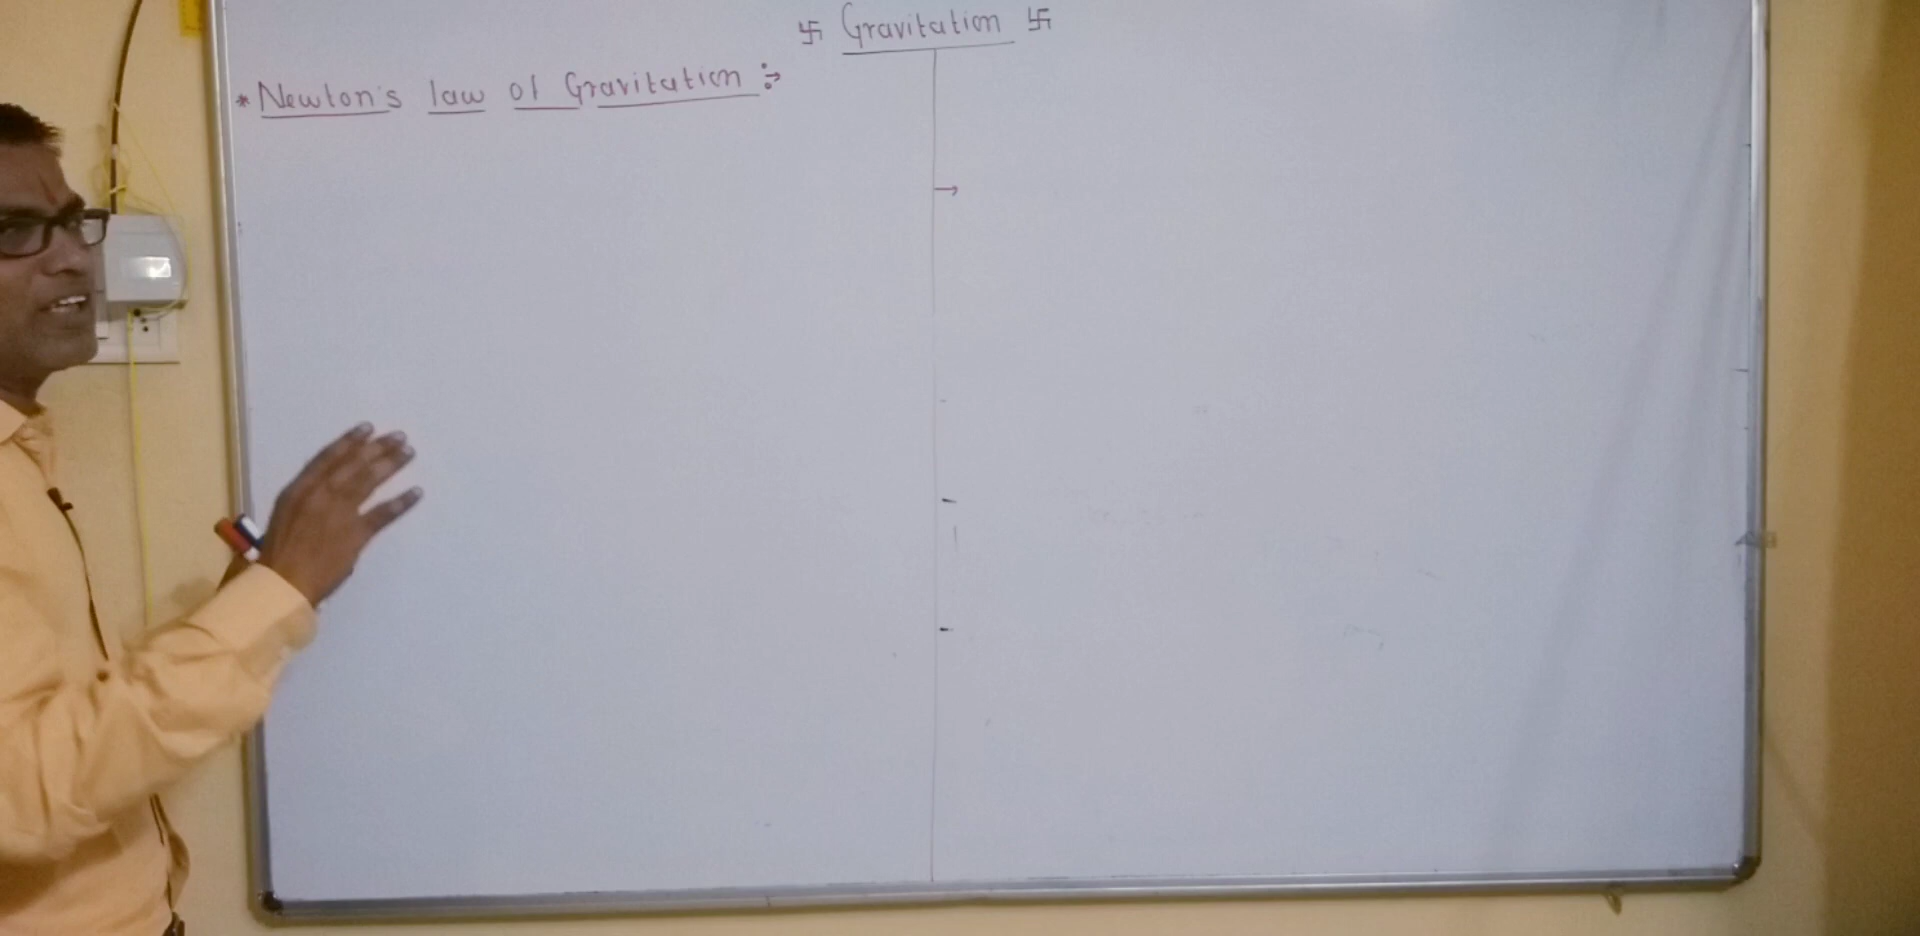 卐 Gravitation 卐
* Newton's law of Gravitation :→
→